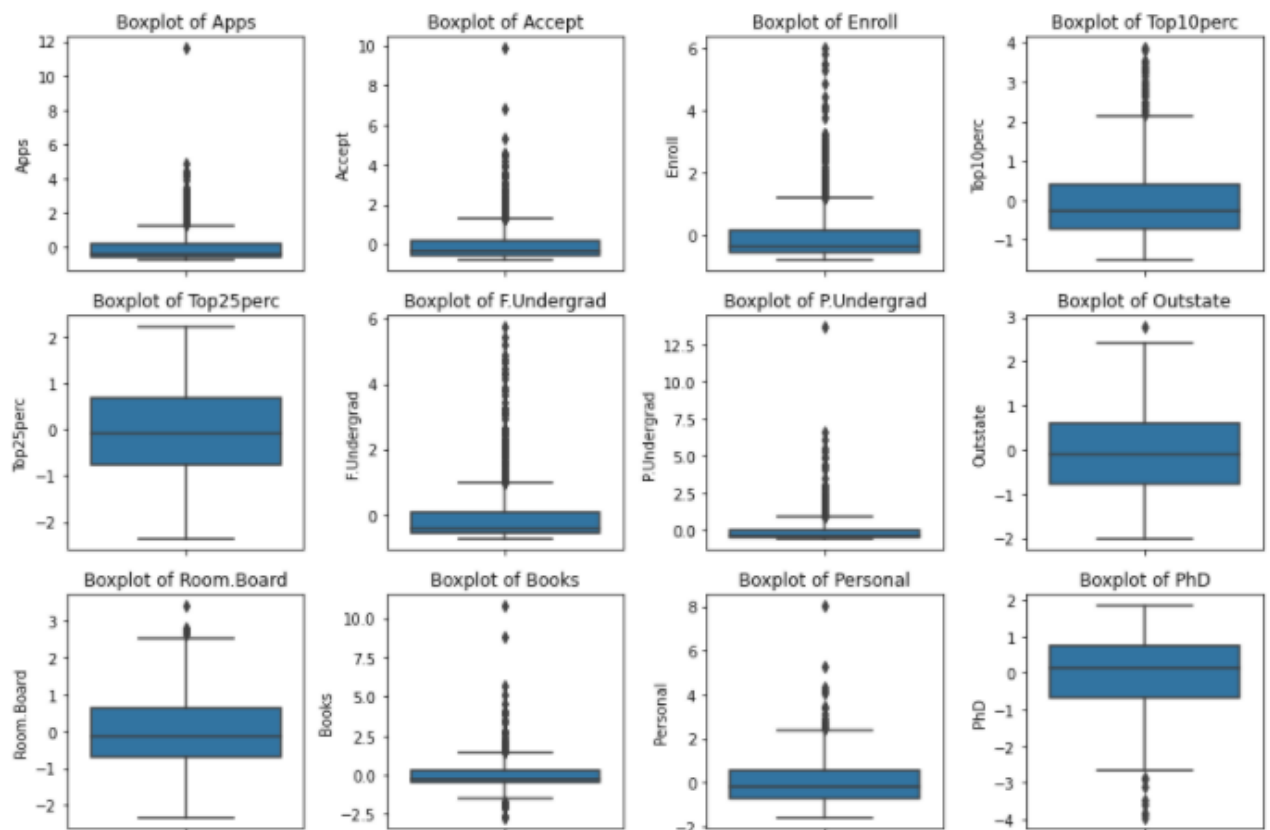 Boxplot of Apps
12
10
8
6
4
2
0
Apps
Boxplot of Accept
10
8
6
4
2
0
Accept
Boxplot of Enroll
6
4
2
0
Enroll
Boxplot of Top10perc
4
3
2
1
0
−1
Top10perc
Boxplot of Top25perc
2
1
0
−1
−2
Top25perc
Boxplot of F.Undergrad
6
4
2
0
F.Undergrad
Boxplot of P.Undergrad
12.5
10.0
7.5
5.0
2.5
0.0
P.Undergrad
Boxplot of Outstate
3
2
1
0
−1
−2
Outstate
Boxplot of Room.Board
3
2
1
0
−1
−2
Room.Board
Boxplot of Books
10.0
7.5
5.0
2.5
0.0
−2.5
Books
Boxplot of Personal
8
6
4
2
0
−2
Personal
Boxplot of PhD
2
1
0
−1
−2
−3
−4
PhD